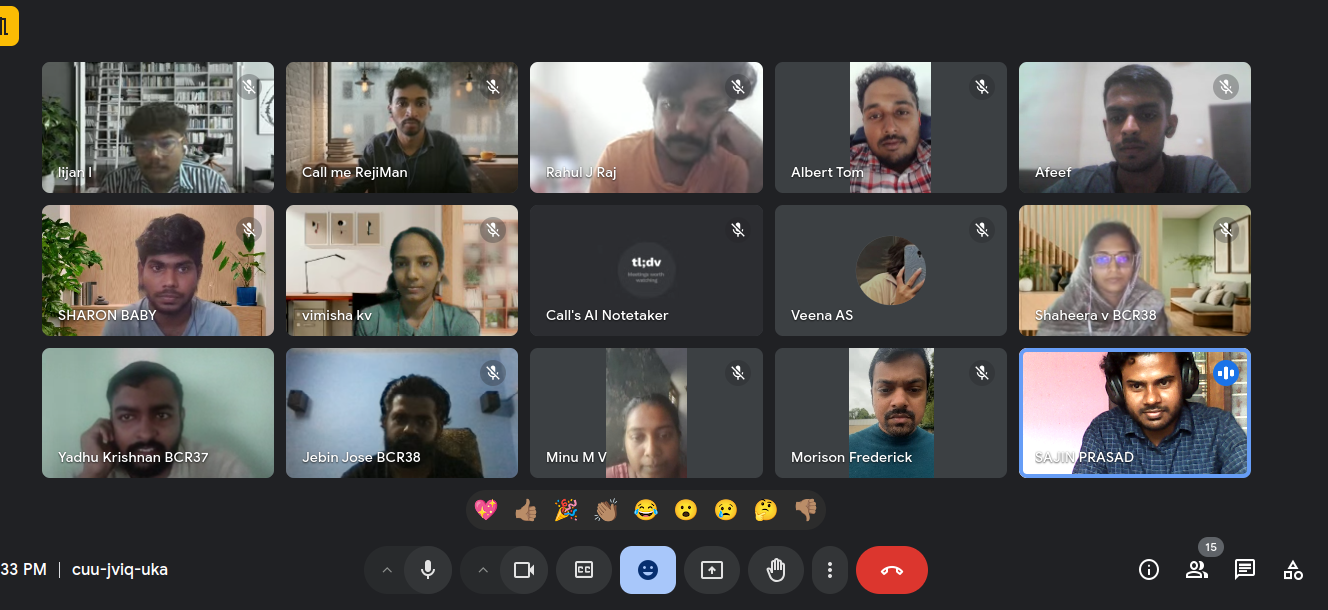 lijan l
Call me RejiMan
Rahul J Raj
Albert Tom
Afeef
SHARON BABY
vimisha kv
tl;dv
Meetings worth
watching
Call's AI Notetaker
Veena AS
Shaheera v BCR38
Yadhu Krishnan BCR37
Jebin Jose BCR38
Minu M V
Morison Frederick
SAJIN PRASAD
33 PM | cuu-jviq-uka
CC
15